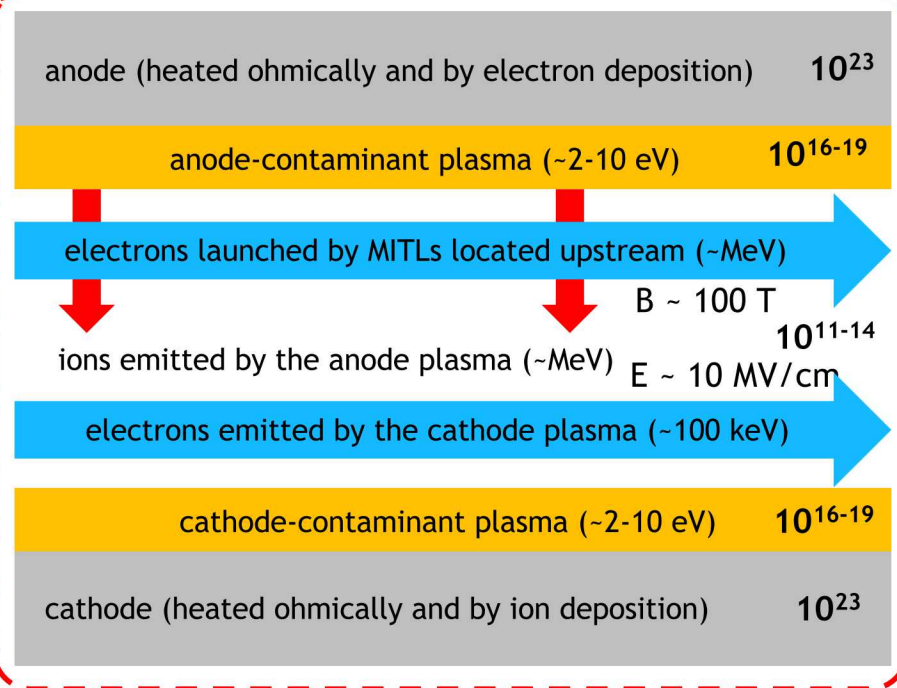 anode (heated ohmically and by electron deposition) 10²³
anode-contaminant plasma (~2-10 eV) 10¹⁶⁻¹⁹
electrons launched by MITLs located upstream (~MeV)
B ~ 100 T
10¹¹⁻¹⁴
ions emitted by the anode plasma (~MeV)
E ~ 10 MV/cm
electrons emitted by the cathode plasma (~100 keV)
cathode-contaminant plasma (~2-10 eV) 10¹⁶⁻¹⁹
cathode (heated ohmically and by ion deposition) 10²³